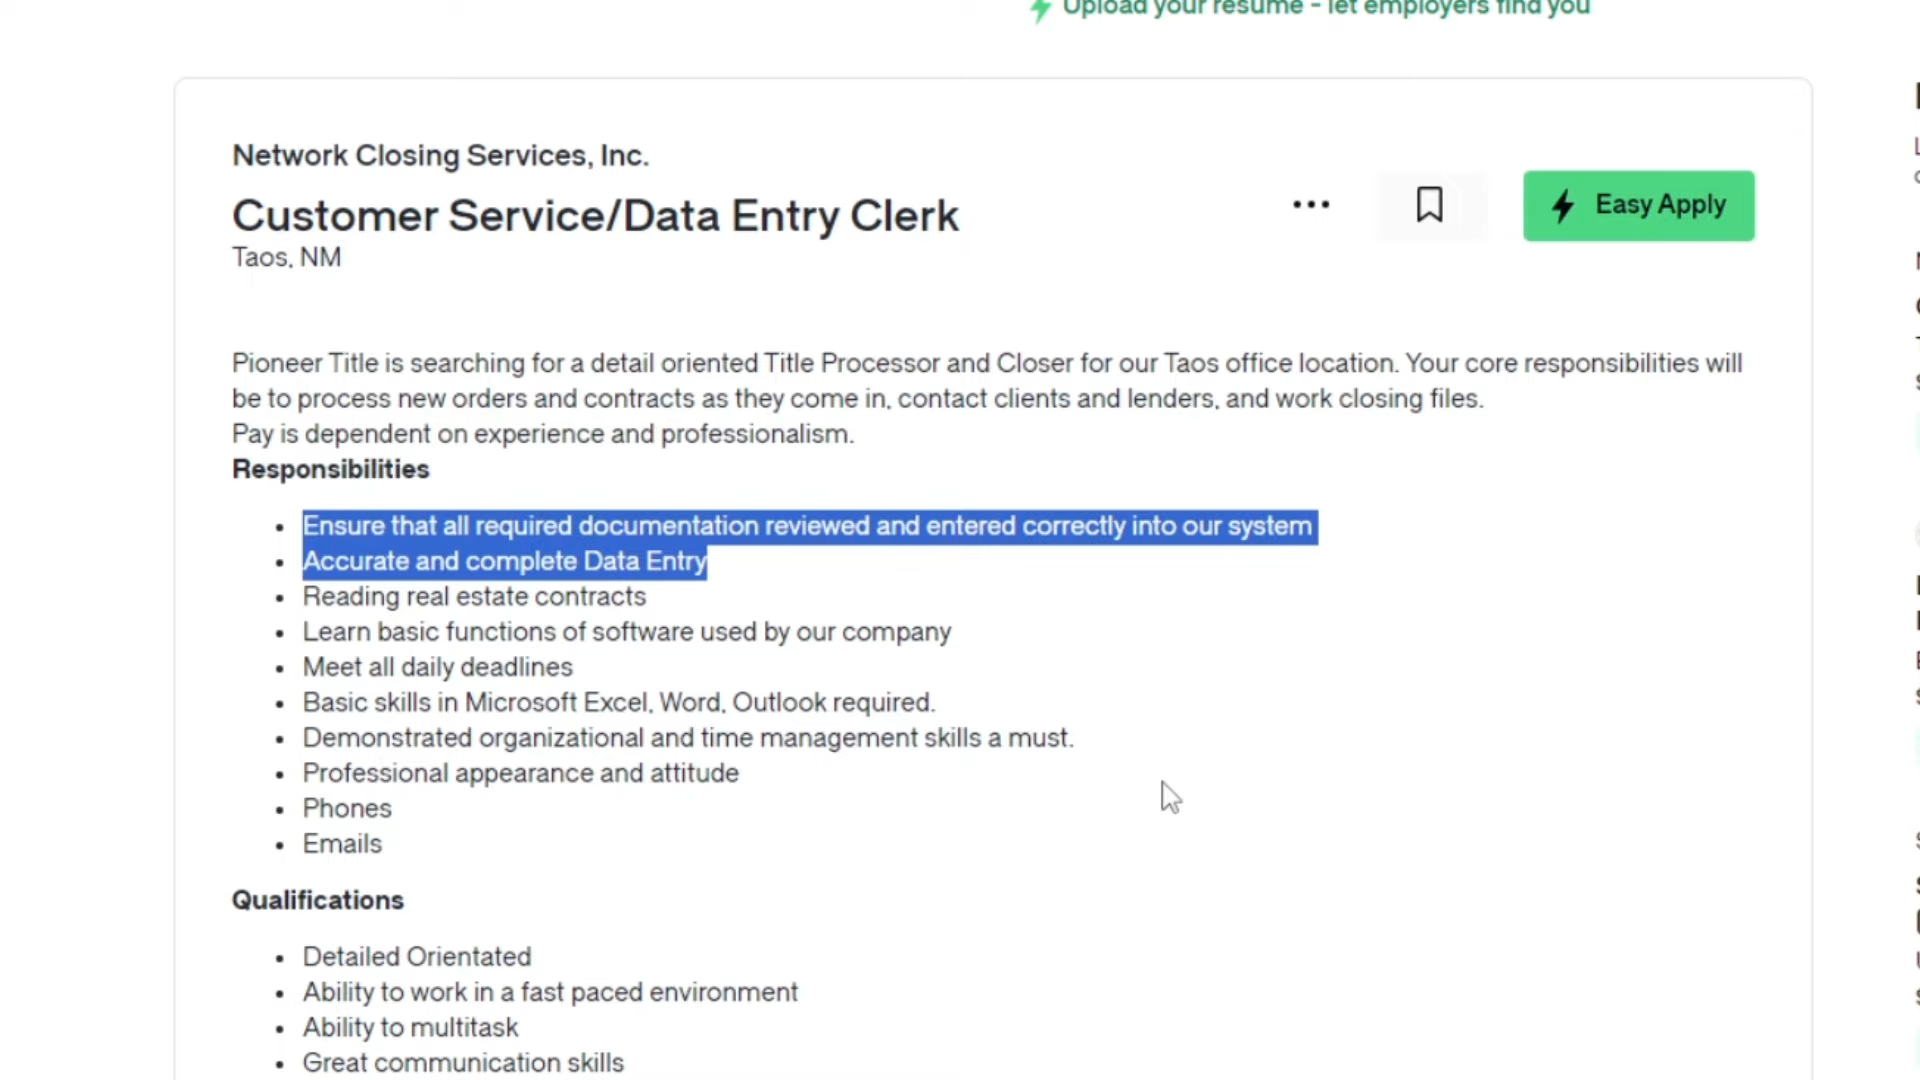 Upload your resume - let employers find you
Network Closing Services, Inc.
Customer Service/Data Entry Clerk
Taos, NM
Easy Apply
Pioneer Title is searching for a detail oriented Title Processor and Closer for our Taos office location. Your core responsibilities will
be to process new orders and contracts as they come in, contact clients and lenders, and work closing files.
Pay is dependent on experience and professionalism.
Responsibilities
• Ensure that all required documentation reviewed and entered correctly into our system
• Accurate and complete Data Entry
• Reading real estate contracts
• Learn basic functions of software used by our company
• Meet all daily deadlines
• Basic skills in Microsoft Excel, Word, Outlook required.
• Demonstrated organizational and time management skills a must.
• Professional appearance and attitude
• Phones
• Emails
Qualifications
• Detailed Orientated
• Ability to work in a fast paced environment
• Ability to multitask
• Great communication skills